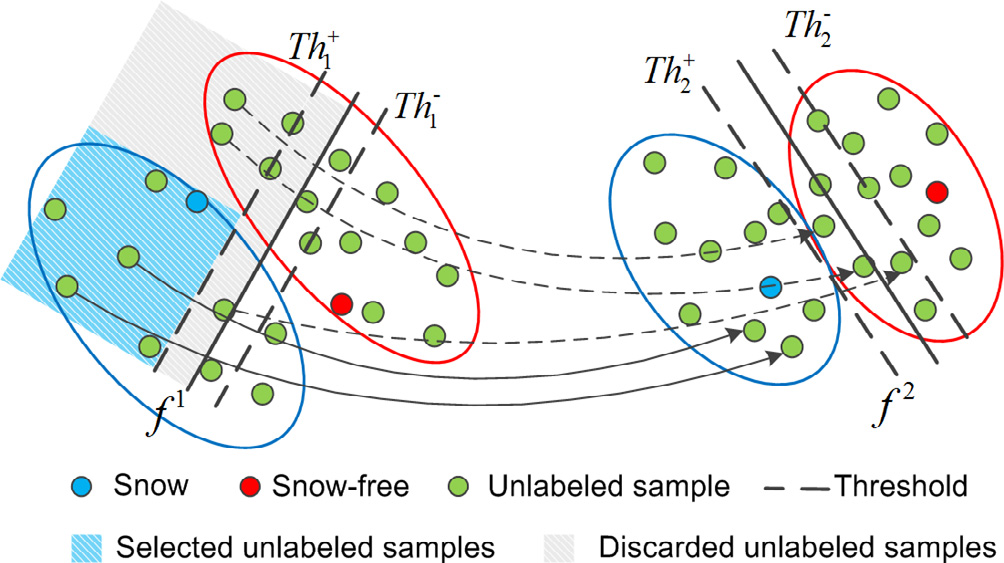 Th₁⁺
Th₁⁻
Th₂⁺
Th₂⁻
f¹
f²
Snow
Snow-free
Unlabeled sample
Threshold
Selected unlabeled samples
Discarded unlabeled samples